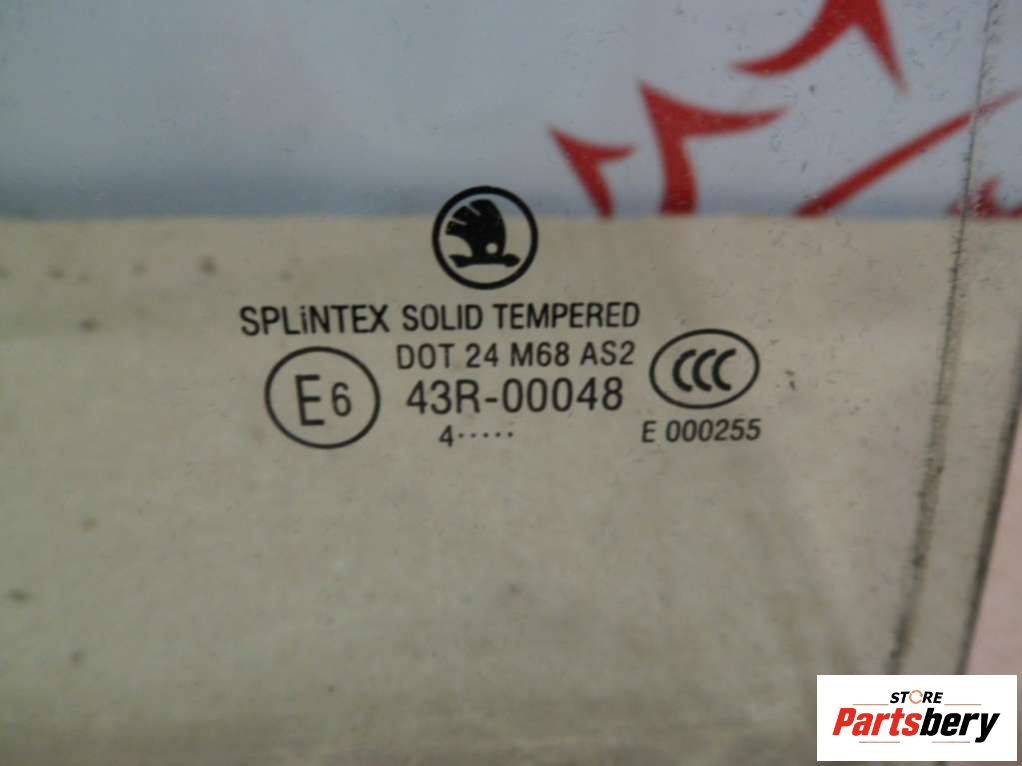 SPLiNTEX SOLID TEMPERED
DOT 24 M68 AS2
E6
43R-00048
CCC
4·····
E 000255
STORE
Partsbery